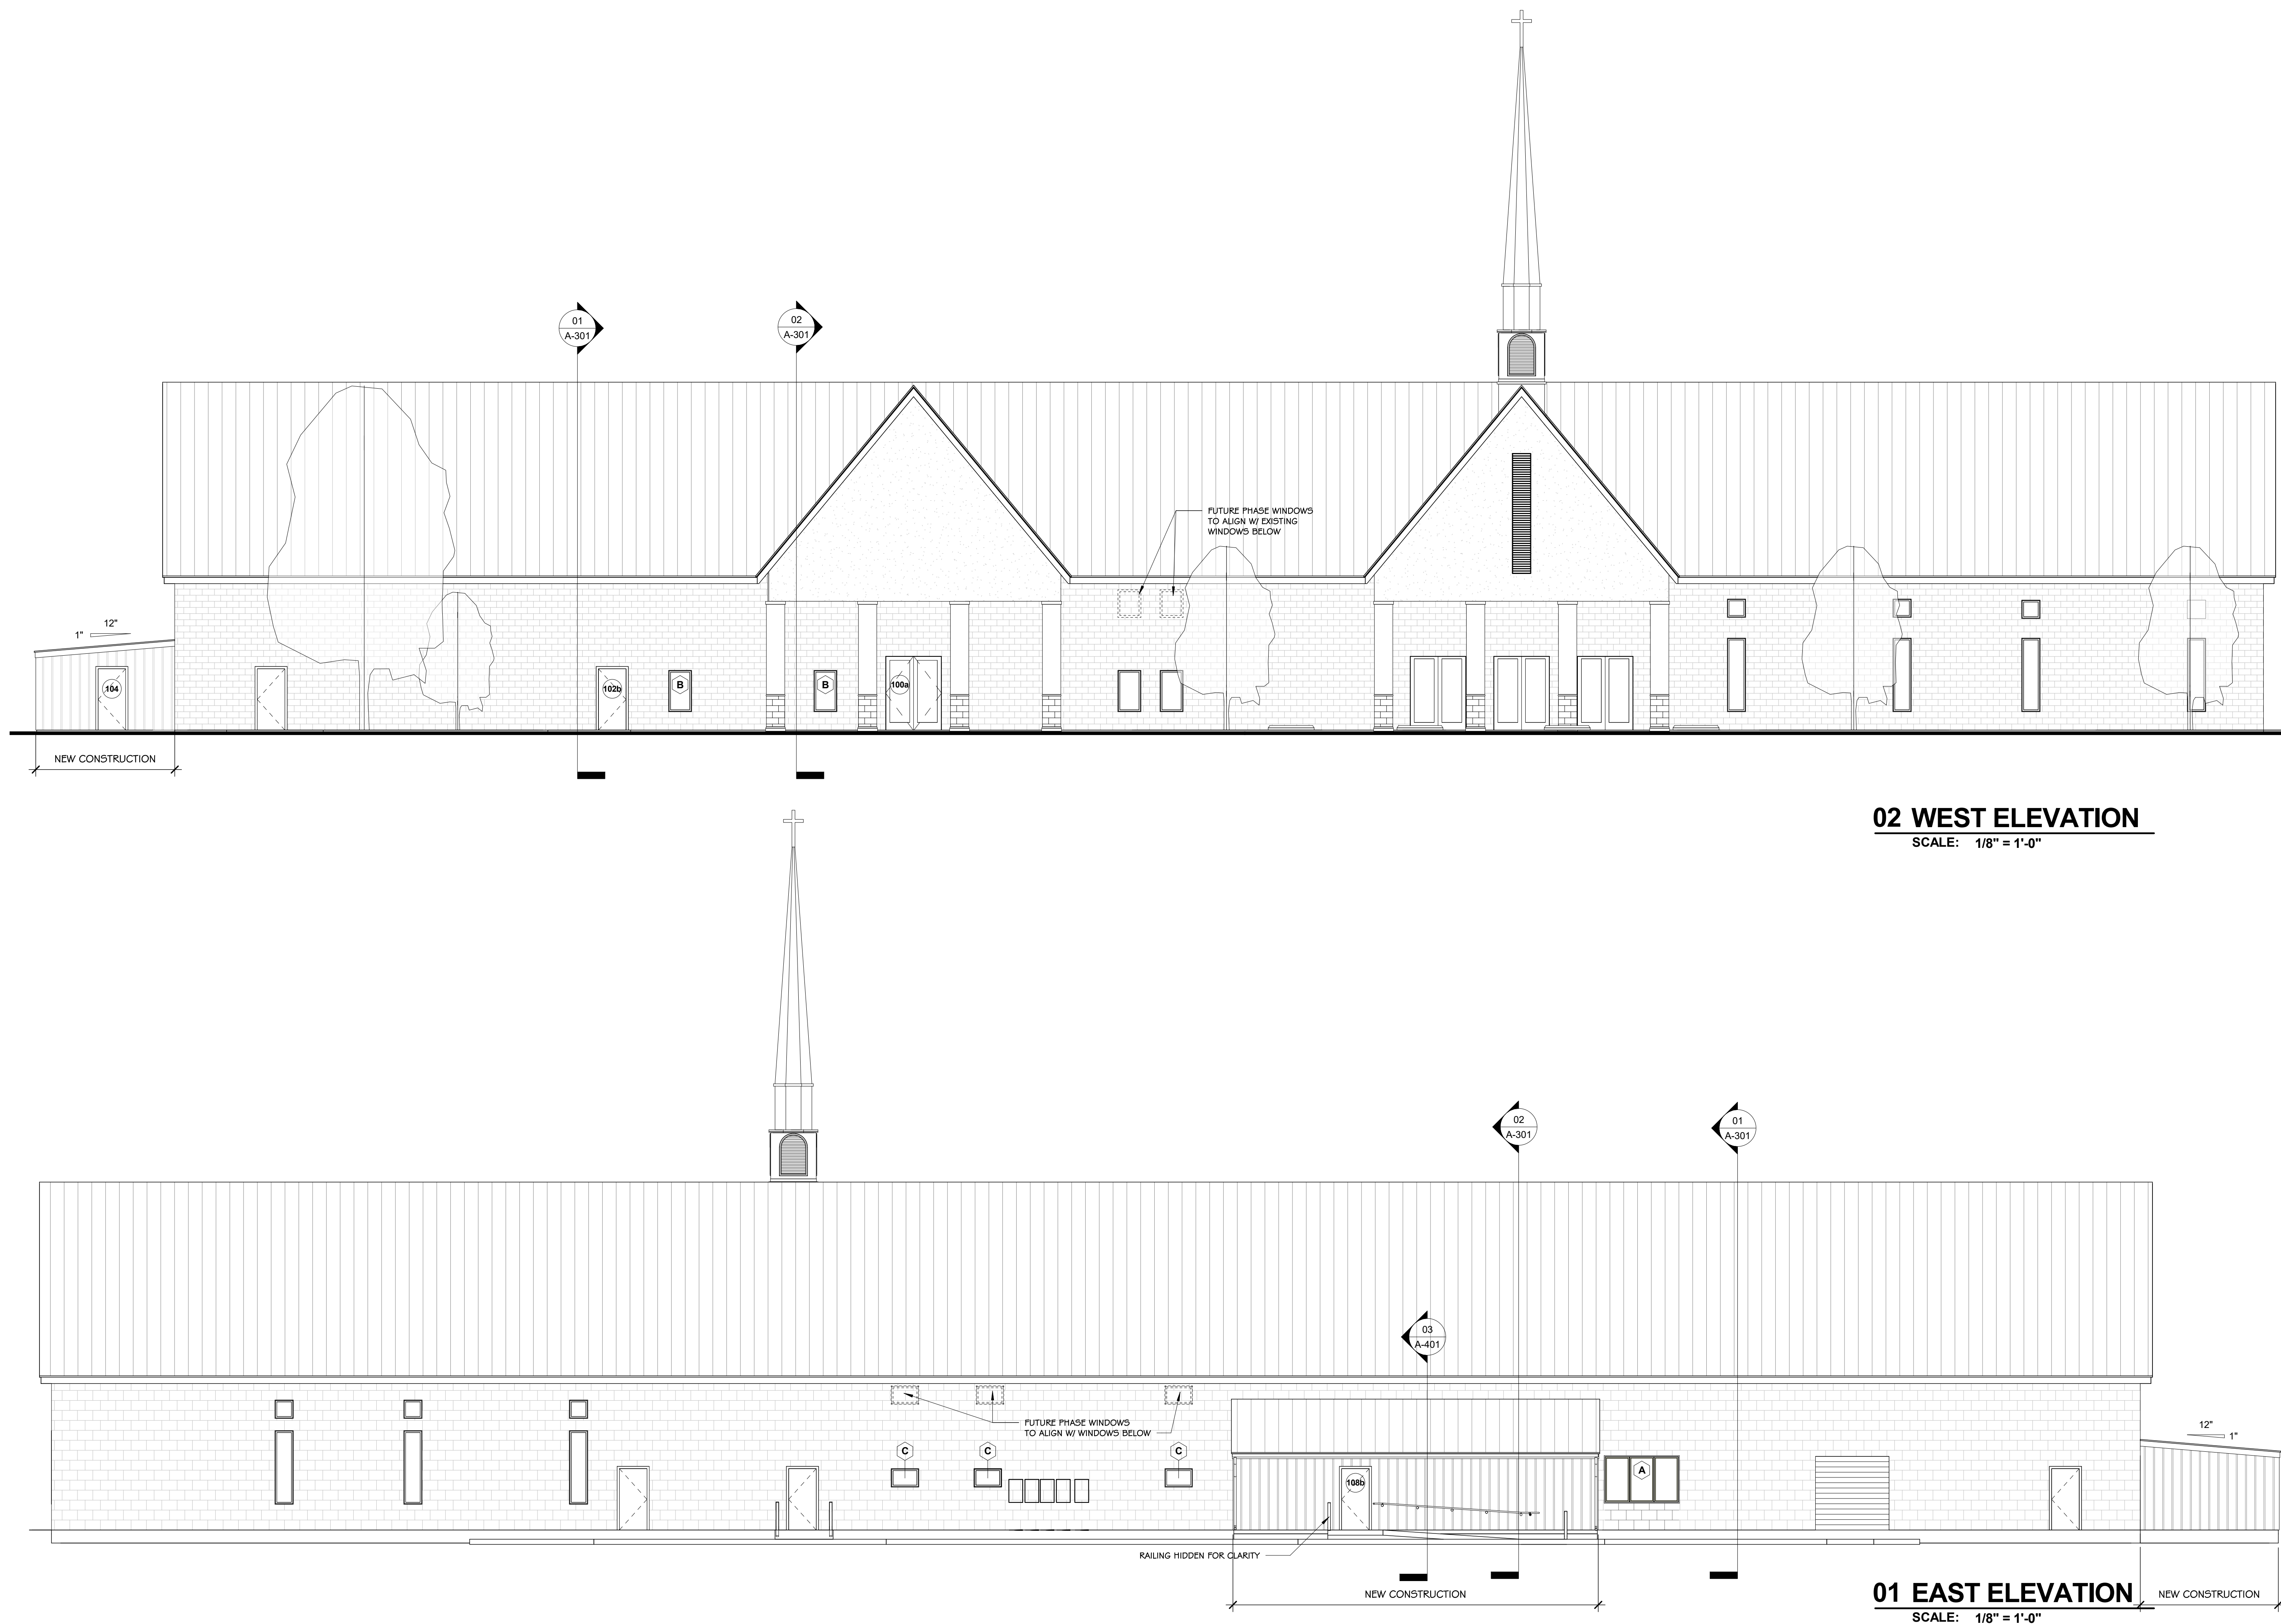 01
A-301
02
A-301
FUTURE PHASE WINDOWS
TO ALIGN W/ EXISTING
WINDOWS BELOW
12"
1"
104
102b
B
B
100a
NEW CONSTRUCTION
02 WEST ELEVATION
SCALE: 1/8" = 1'-0"
02
A-301
01
A-301
03
A-401
FUTURE PHASE WINDOWS
TO ALIGN W/ WINDOWS BELOW
12"
1"
C
C
C
A
108b
RAILING HIDDEN FOR CLARITY
NEW CONSTRUCTION
01 EAST ELEVATION
SCALE: 1/8" = 1'-0"
NEW CONSTRUCTION